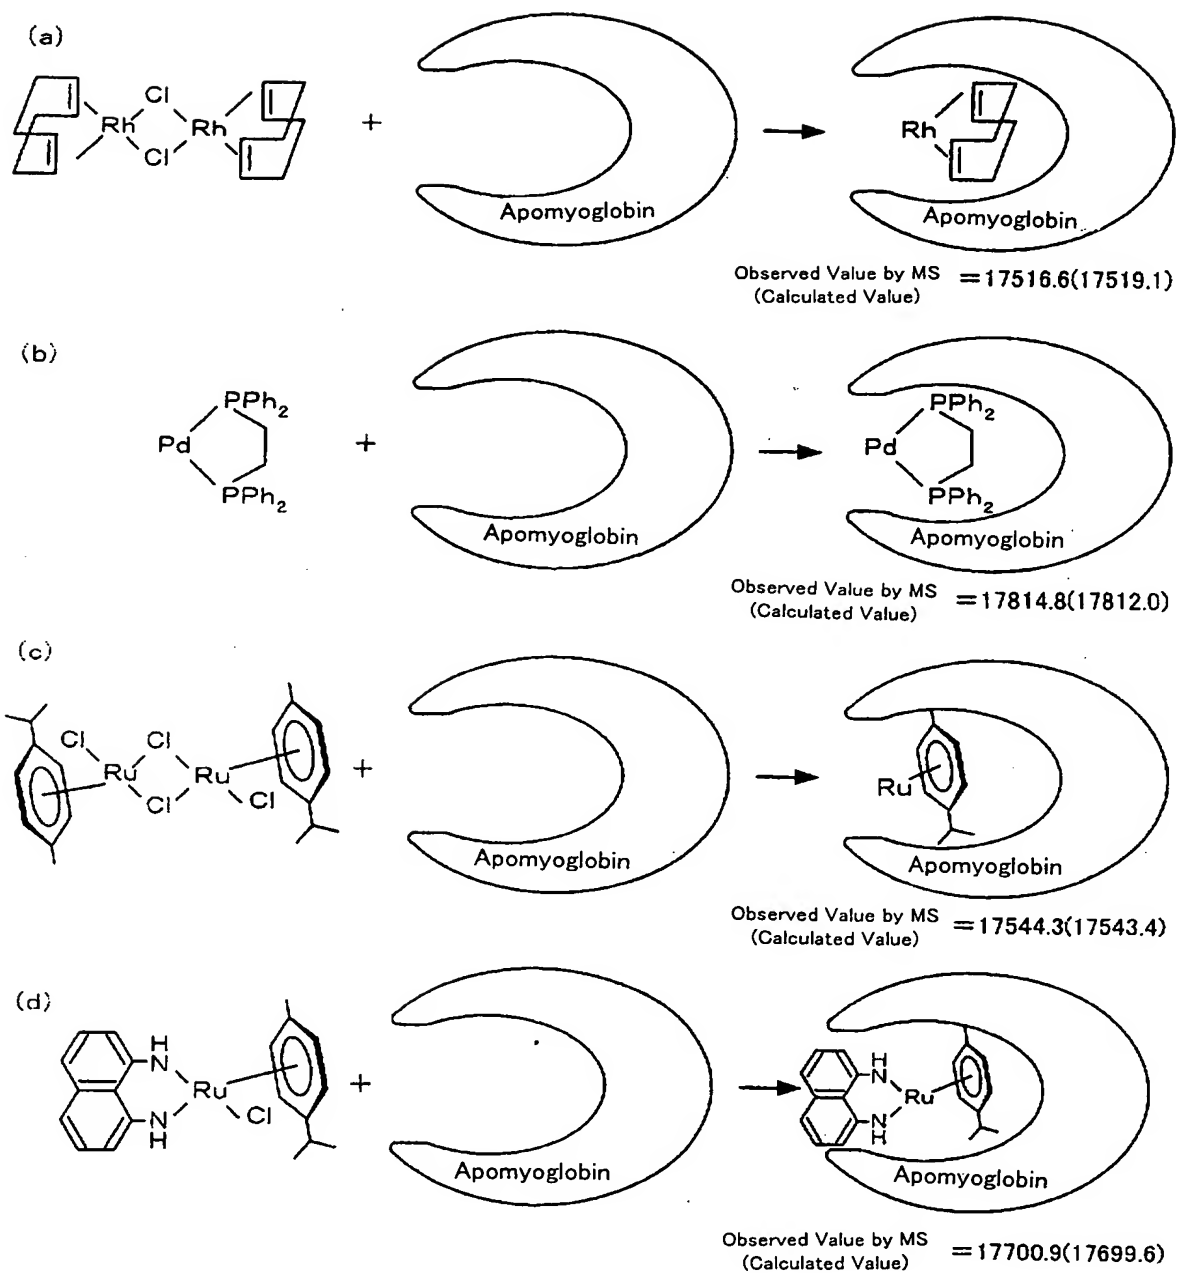 (a)
Cl
Rh Rh
Cl
+
Apomyoglobin
Rh
Apomyoglobin
Observed Value by MS =17516.6(17519.1)
(Calculated Value)
(b)
PPh2
Pd
PPh2
+
Apomyoglobin
PPh2
Pd
PPh2
Apomyoglobin
Observed Value by MS =17814.8(17812.0)
(Calculated Value)
(c)
Cl Cl
Ru Ru
Cl Cl
+
Apomyoglobin
Ru
Apomyoglobin
Observed Value by MS =17544.3(17543.4)
(Calculated Value)
(d)
H
N
Ru
Cl
N
H
+
Apomyoglobin
H
N
Ru
N
H
Apomyoglobin
Observed Value by MS =17700.9(17699.6)
(Calculated Value)